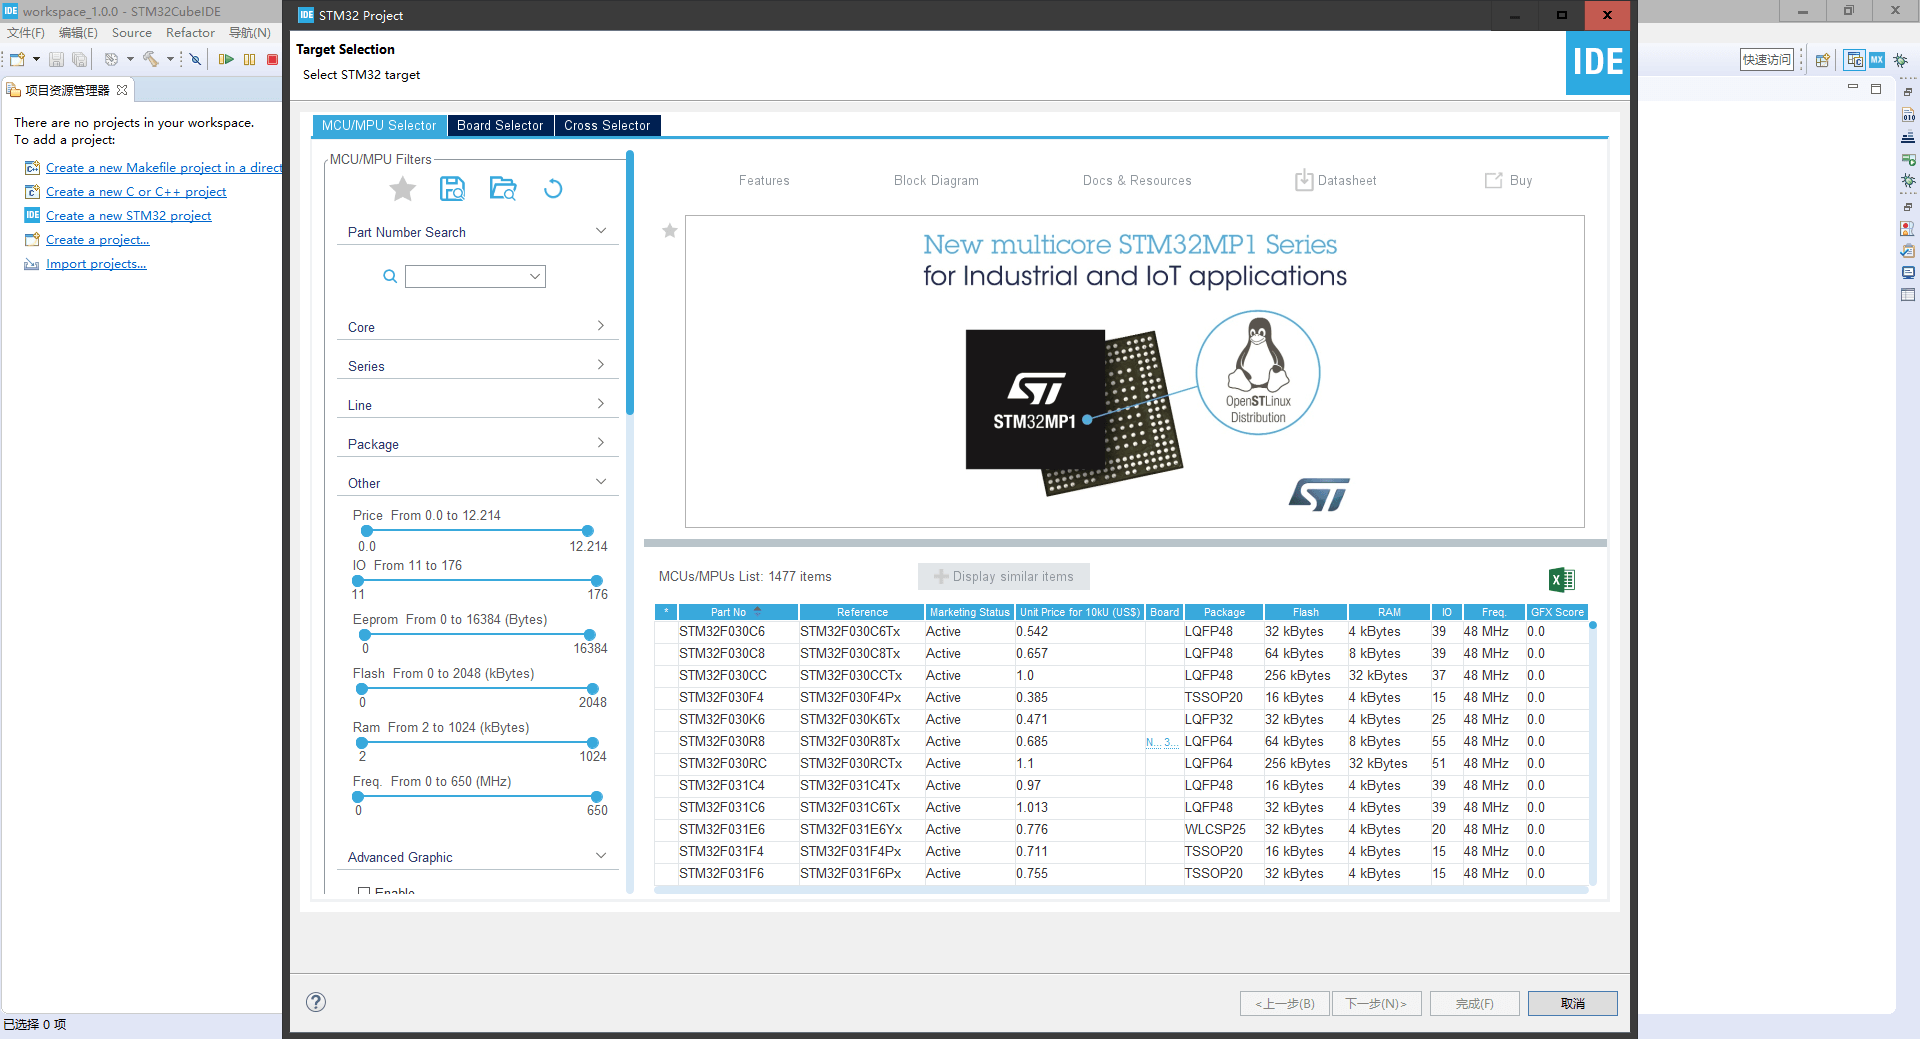 IDE workspace_1.0.0 - STM32CubeIDE
文件(F) 编辑(E) Source Refactor 导航(N)
快速访问
MX
项目资源管理器
There are no projects in your workspace.
To add a project:
Create a new Makefile project in a direct
Create a new C or C++ project
IDE Create a new STM32 project
Create a project...
Import projects...
已选择 0 项
IDE STM32 Project
Target Selection
Select STM32 target
IDE
MCU/MPU Selector Board Selector Cross Selector
MCU/MPU Filters
Part Number Search
Core
Series
Line
Package
Other
Price From 0.0 to 12.214
0.0 12.214
IO From 11 to 176
11 176
Eeprom From 0 to 16384 (Bytes)
0 16384
Flash From 0 to 2048 (kBytes)
0 2048
Ram From 2 to 1024 (kBytes)
2 1024
Freq. From 0 to 650 (MHz)
0 650
Advanced Graphic
Enable
Features Block Diagram Docs & Resources Datasheet Buy
New multicore STM32MP1 Series
for Industrial and IoT applications
ST
STM32MP1
OpenSTLinux
Distribution
ST
MCUs/MPUs List: 1477 items
Display similar items
* Part No Reference Marketing Status Unit Price for 10kU (US$) Board Package Flash RAM IO Freq. GFX Score
STM32F030C6 STM32F030C6Tx Active 0.542 LQFP48 32 kBytes 4 kBytes 39 48 MHz 0.0
STM32F030C8 STM32F030C8Tx Active 0.657 LQFP48 64 kBytes 8 kBytes 39 48 MHz 0.0
STM32F030CC STM32F030CCTx Active 1.0 LQFP48 256 kBytes 32 kBytes 37 48 MHz 0.0
STM32F030F4 STM32F030F4Px Active 0.385 TSSOP20 16 kBytes 4 kBytes 15 48 MHz 0.0
STM32F030K6 STM32F030K6Tx Active 0.471 LQFP32 32 kBytes 4 kBytes 25 48 MHz 0.0
STM32F030R8 STM32F030R8Tx Active 0.685 N... 3... LQFP64 64 kBytes 8 kBytes 55 48 MHz 0.0
STM32F030RC STM32F030RCTx Active 1.1 LQFP64 256 kBytes 32 kBytes 51 48 MHz 0.0
STM32F031C4 STM32F031C4Tx Active 0.97 LQFP48 16 kBytes 4 kBytes 39 48 MHz 0.0
STM32F031C6 STM32F031C6Tx Active 1.013 LQFP48 32 kBytes 4 kBytes 39 48 MHz 0.0
STM32F031E6 STM32F031E6Yx Active 0.776 WLCSP25 32 kBytes 4 kBytes 20 48 MHz 0.0
STM32F031F4 STM32F031F4Px Active 0.711 TSSOP20 16 kBytes 4 kBytes 15 48 MHz 0.0
STM32F031F6 STM32F031F6Px Active 0.755 TSSOP20 32 kBytes 4 kBytes 15 48 MHz 0.0
<上一步(B) 下一步(N)> 完成(F) 取消